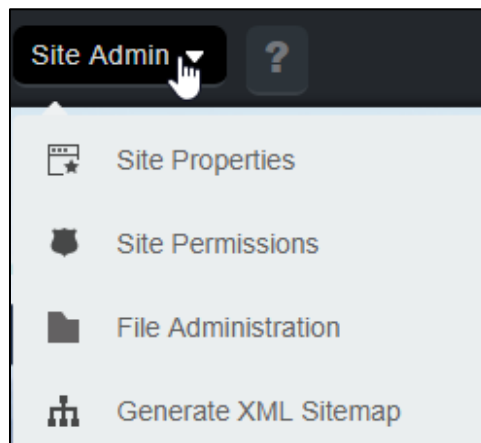 Site Admin
?
Site Properties
Site Permissions
File Administration
Generate XML Sitemap